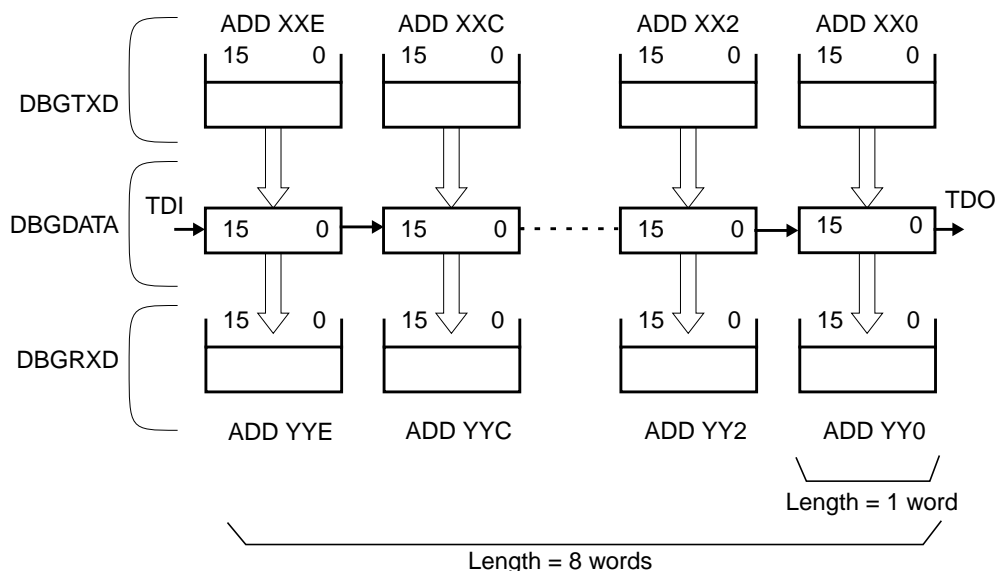 ADD XXE ADD XXC ADD XX2 ADD XX0
15 0 15 0 15 0 15 0
DBGTXD
TDI TDO
DBGDATA
15 0 15 0 15 0 15 0
15 0 15 0 15 0 15 0
DBGRXD
ADD YYE ADD YYC ADD YY2 ADD YY0
Length = 1 word
Length = 8 words